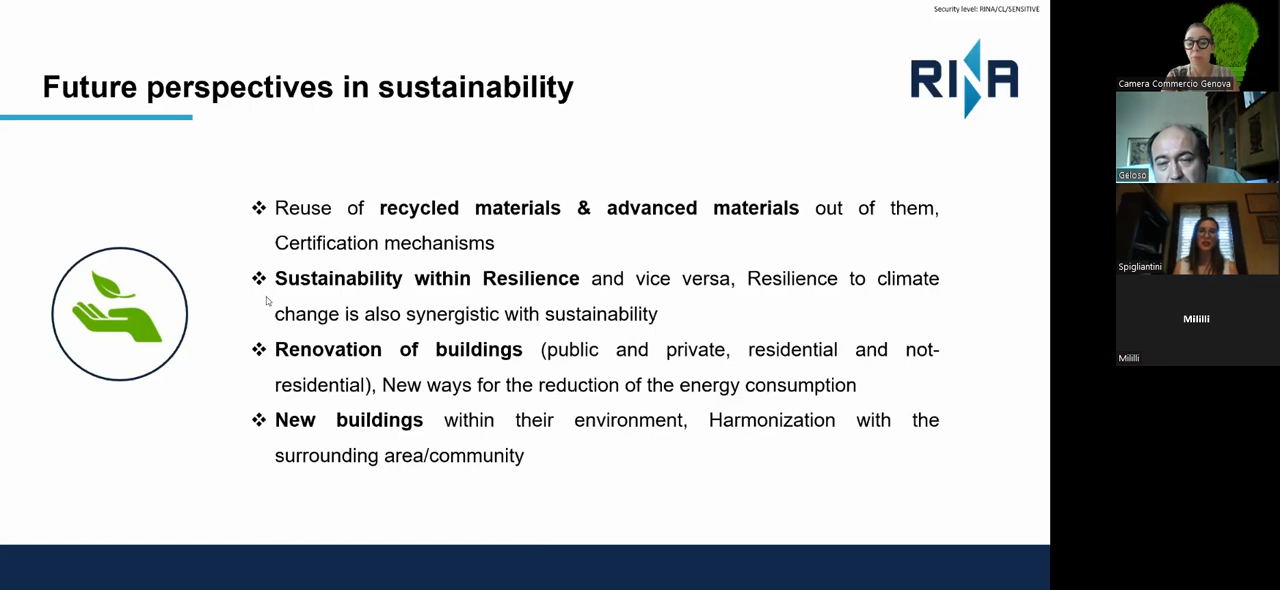 Security level: RINA/CL/SENSITIVE
Future perspectives in sustainability
RINA
❖ Reuse of recycled materials & advanced materials out of them,
Certification mechanisms
❖ Sustainability within Resilience and vice versa, Resilience to climate
change is also synergistic with sustainability
❖ Renovation of buildings (public and private, residential and not-
residential), New ways for the reduction of the energy consumption
❖ New buildings within their environment, Harmonization with the
surrounding area/community
Camera Commercio Genova
Geloso
Spigliantini
Mililli
Mililli